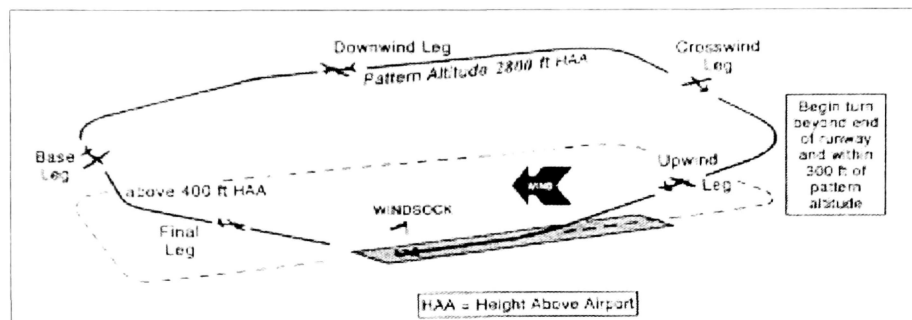 Downwind Leg
Pattern Altitude 2800 ft HAA
Crosswind
Leg
Begin turn
beyond end
of runway
and within
300 ft of
pattern
altitude
Base
Leg
above 400 ft HAA
Final
Leg
WINDSOCK
WIND
Upwind
Leg
HAA = Height Above Airport